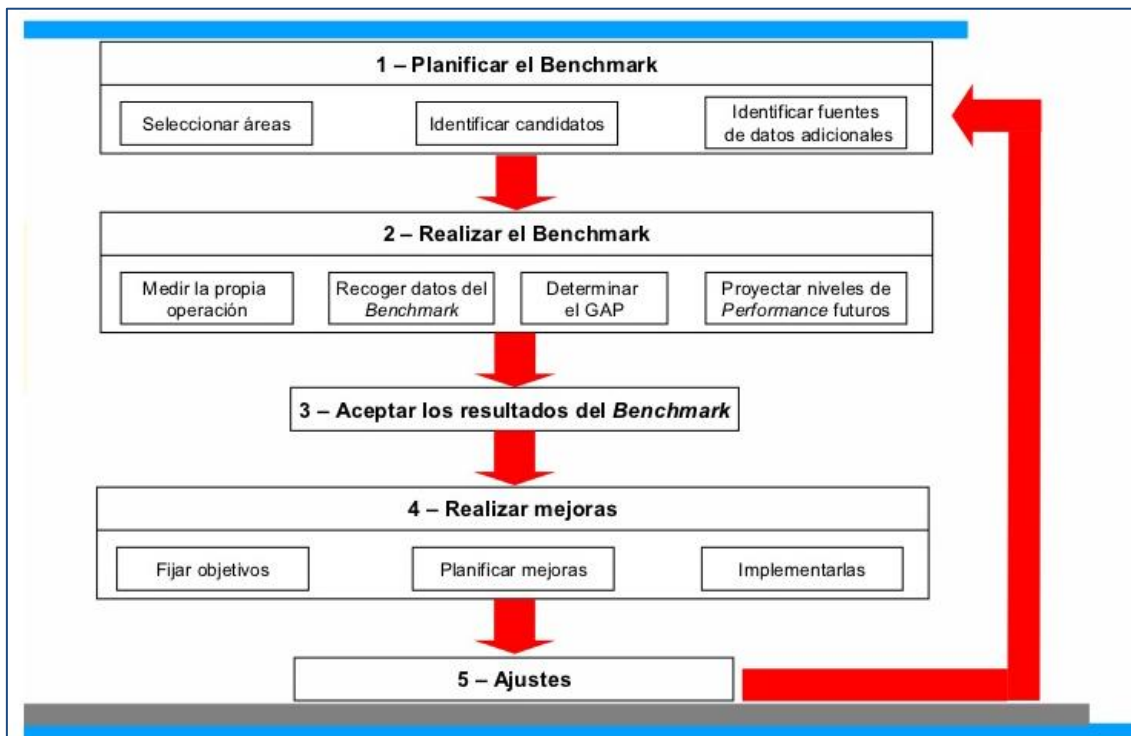 1 – Planificar el Benchmark
Seleccionar áreas
Identificar candidatos
Identificar fuentes
de datos adicionales
2 – Realizar el Benchmark
Medir la propia
operación
Recoger datos del
Benchmark
Determinar
el GAP
Proyectar niveles de
Performance futuros
3 – Aceptar los resultados del Benchmark
4 – Realizar mejoras
Fijar objetivos
Planificar mejoras
Implementarlas
5 – Ajustes